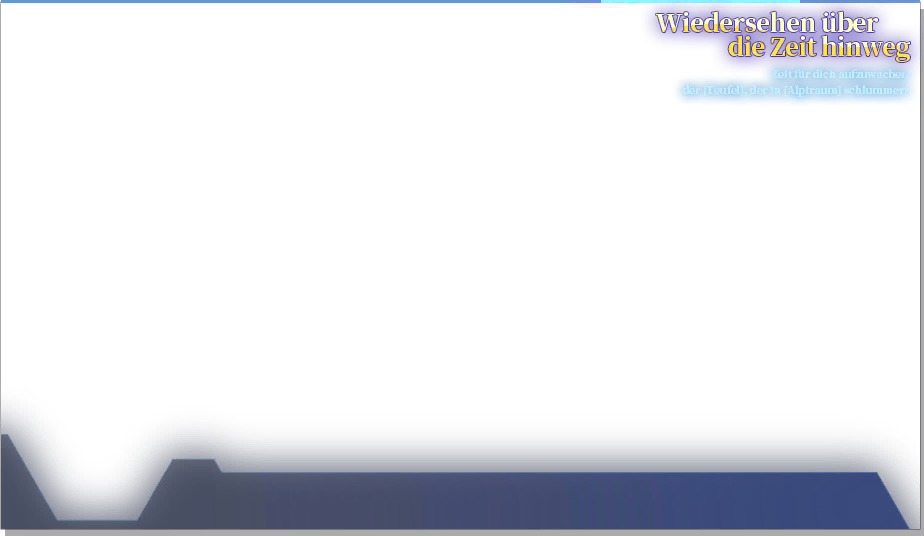 Wiedersehen über
die Zeit hinweg
Zeit für dich aufzuwachen,
der [Teufel], der in [Alptraum] schlummert